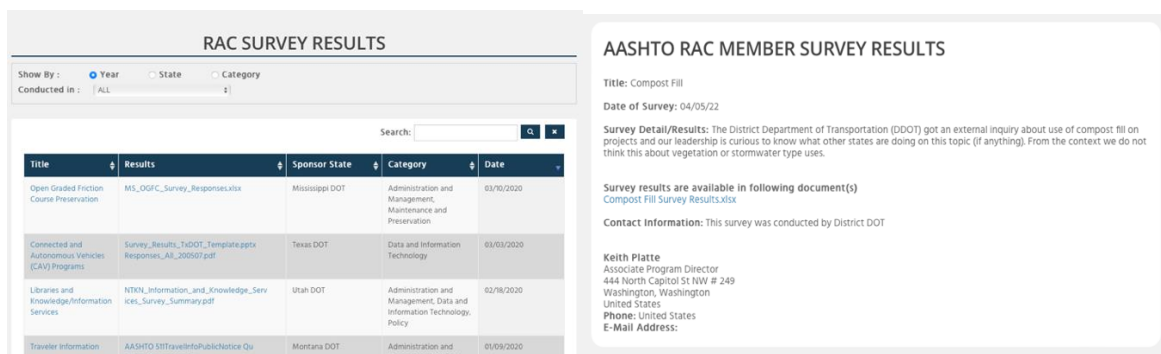 RAC SURVEY RESULTS
Show By : Year State Category
Conducted in : ALL
Search:
Title Results Sponsor State Category Date
Open Graded Friction MS_OGFC_Survey_Responses.xlsx Mississippi DOT Administration and 03/10/2020
Course Preservation Management,
Maintenance and
Preservation
Connected and Survey_Results_TxDOT_Template.pptx Texas DOT Data and Information 03/03/2020
Autonomous Vehicles Responses_All_200507.pdf Technology
(CAV) Programs
Libraries and NTKN_Information_and_Knowledge_Serv Utah DOT Administration and 02/18/2020
Knowledge/Information ices_Survey_Summary.pdf Management, Data and
Services Information Technology,
Policy
Traveler Information AASHTO 511TravelInfoPublicNotice Qu Montana DOT Administration and 01/09/2020
AASHTO RAC MEMBER SURVEY RESULTS
Title: Compost Fill
Date of Survey: 04/05/22
Survey Detail/Results: The District Department of Transportation (DDOT) got an external inquiry about use of compost fill on
projects and our leadership is curious to know what other states are doing on this topic (if anything). From the context we do not
think this about vegetation or stormwater type uses.
Survey results are available in following document(s)
Compost Fill Survey Results.xlsx
Contact Information: This survey was conducted by District DOT
Keith Platte
Associate Program Director
444 North Capitol St NW # 249
Washington, Washington
United States
Phone: United States
E-Mail Address: